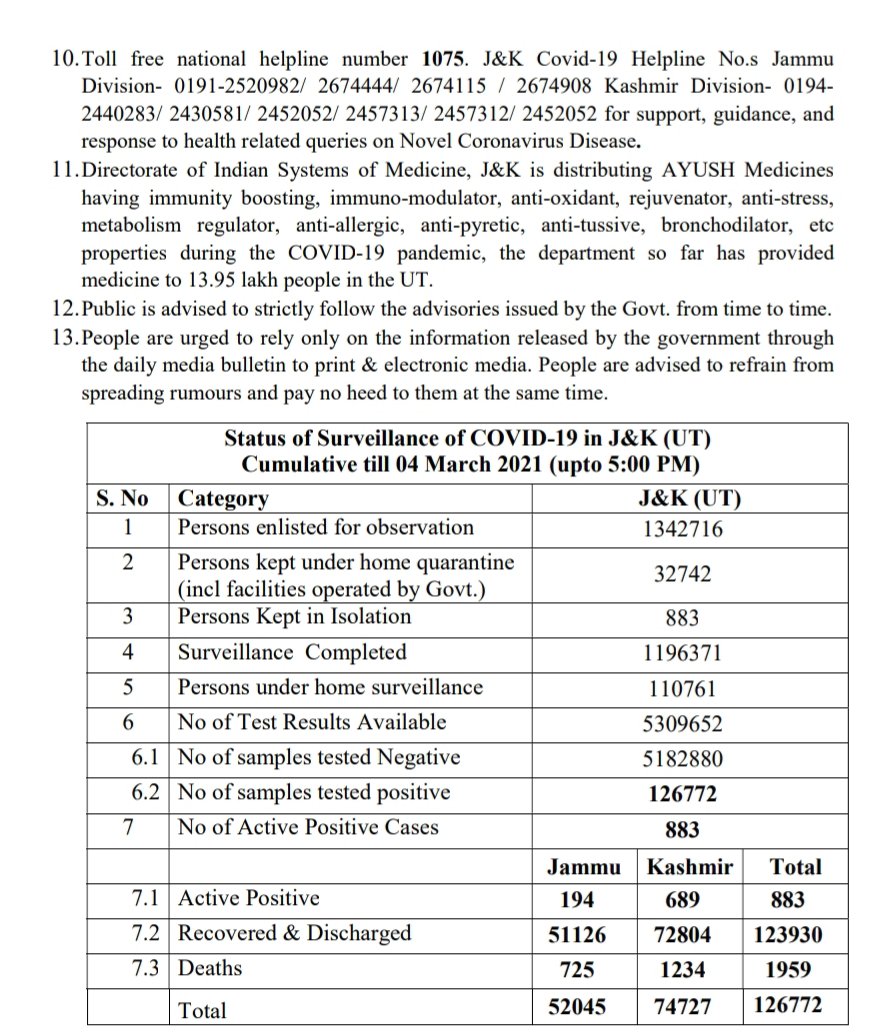 10.Toll free national helpline number 1075. J&K Covid-19 Helpline No.s Jammu
Division- 0191-2520982/ 2674444/ 2674115 / 2674908 Kashmir Division- 0194-
2440283/ 2430581/ 2452052/ 2457313/ 2457312/ 2452052 for support, guidance, and
response to health related queries on Novel Coronavirus Disease.
11.Directorate of Indian Systems of Medicine, J&K is distributing AYUSH Medicines
having immunity boosting, immuno-modulator, anti-oxidant, rejuvenator, anti-stress,
metabolism regulator, anti-allergic, anti-pyretic, anti-tussive, bronchodilator, etc
properties during the COVID-19 pandemic, the department so far has provided
medicine to 13.95 lakh people in the UT.
12.Public is advised to strictly follow the advisories issued by the Govt. from time to time.
13.People are urged to rely only on the information released by the government through
the daily media bulletin to print & electronic media. People are advised to refrain from
spreading rumours and pay no heed to them at the same time.
Status of Surveillance of COVID-19 in J&K (UT)
Cumulative till 04 March 2021 (upto 5:00 PM)
S. No Category J&K (UT)
1 Persons enlisted for observation 1342716
2 Persons kept under home quarantine
(incl facilities operated by Govt.) 32742
3 Persons Kept in Isolation 883
4 Surveillance Completed 1196371
5 Persons under home surveillance 110761
6 No of Test Results Available 5309652
6.1 No of samples tested Negative 5182880
6.2 No of samples tested positive 126772
7 No of Active Positive Cases 883
Jammu Kashmir Total
7.1 Active Positive 194 689 883
7.2 Recovered & Discharged 51126 72804 123930
7.3 Deaths 725 1234 1959
Total 52045 74727 126772